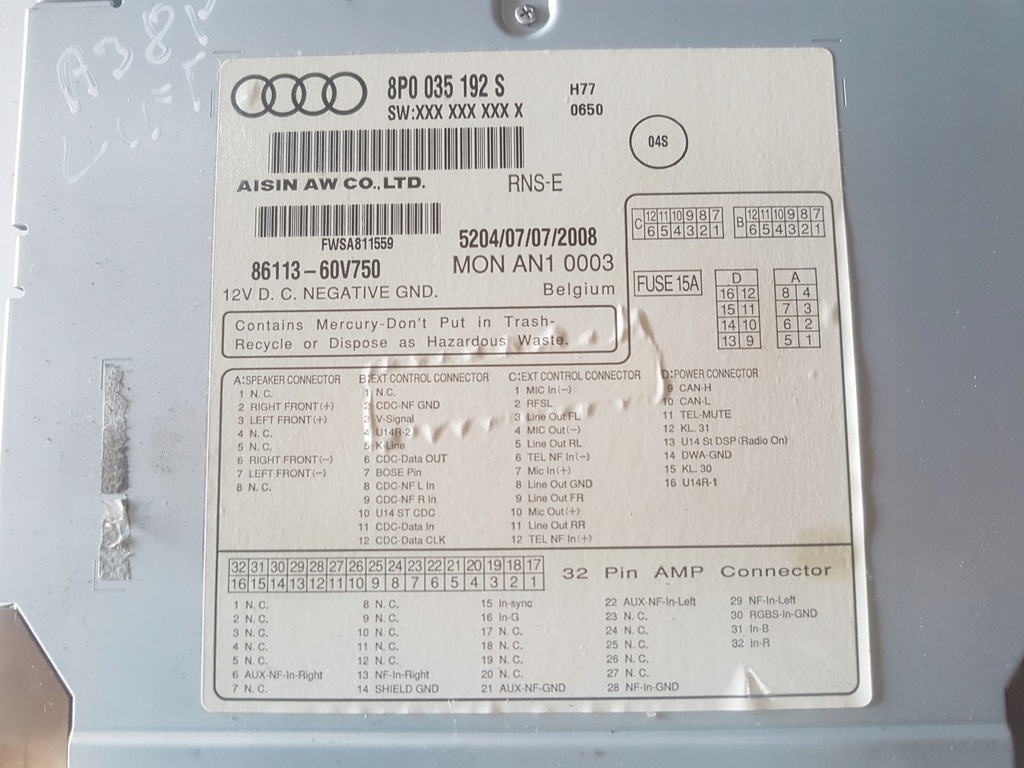 A38P
8P0 035 192 S
H77
SW:XXX XXX XXX X
0650
04S
AISIN AW CO.,LTD.
RNS-E
FWSA811559
5204/07/07/2008
86113-60V750
MON AN1 0003
12V D. C. NEGATIVE GND.
Belgium
Contains Mercury-Don't Put in Trash-
Recycle or Dispose as Hazardous Waste.
C 12 11 10 9 8 7
6 5 4 3 2 1
B 12 11 10 9 8 7
6 5 4 3 2 1
FUSE 15A
D
16 12
15 11
14 10
13 9
A
8 4
7 3
6 2
5 1
A:SPEAKER CONNECTOR
1 N. C.
2 RIGHT FRONT(+)
3 LEFT FRONT(+)
4 N. C.
5 N. C.
6 RIGHT FRONT(-)
7 LEFT FRONT(-)
8 N. C.
B:EXT CONTROL CONNECTOR
1 N.C.
2 CDC-NF GND
3 V-Signal
4 U14R-2
5 K-Line
6 CDC-Data OUT
7 BOSE Pin
8 CDC-NF L In
9 CDC-NF R In
10 U14 ST CDC
11 CDC-Data In
12 CDC-Data CLK
C:EXT CONTROL CONNECTOR
1 MIC In(-)
2 RFSL
3 Line Out FL
4 MIC Out(-)
5 Line Out RL
6 TEL NF In(-)
7 Mic In(+)
8 Line Out GND
9 Line Out FR
10 Mic Out(+)
11 Line Out RR
12 TEL NF In(+)
D:POWER CONNECTOR
9 CAN-H
10 CAN-L
11 TEL-MUTE
12 KL. 31
13 U14 St DSP(Radio On)
14 DWA-GND
15 KL. 30
16 U14R-1
32 31 30 29 28 27 26 25 24 23 22 21 20 19 18 17
16 15 14 13 12 11 10 9 8 7 6 5 4 3 2 1
32 Pin AMP Connector
1 N. C.
2 N. C.
3 N. C.
4 N. C.
5 N. C.
6 AUX-NF-In-Right
7 N. C.
8 N. C.
9 N. C.
10 N. C.
11 N. C.
12 N. C.
13 NF-In-Right
14 SHIELD GND
15 In-sync
16 In-G
17 N. C.
18 N. C.
19 N. C.
20 N. C.
21 AUX-NF-GND
22 AUX-NF-In-Left
23 N. C.
24 N. C.
25 N. C.
26 N. C.
27 N. C.
28 NF-In-GND
29 NF-In-Left
30 RGBS-In-GND
31 In-B
32 In-R